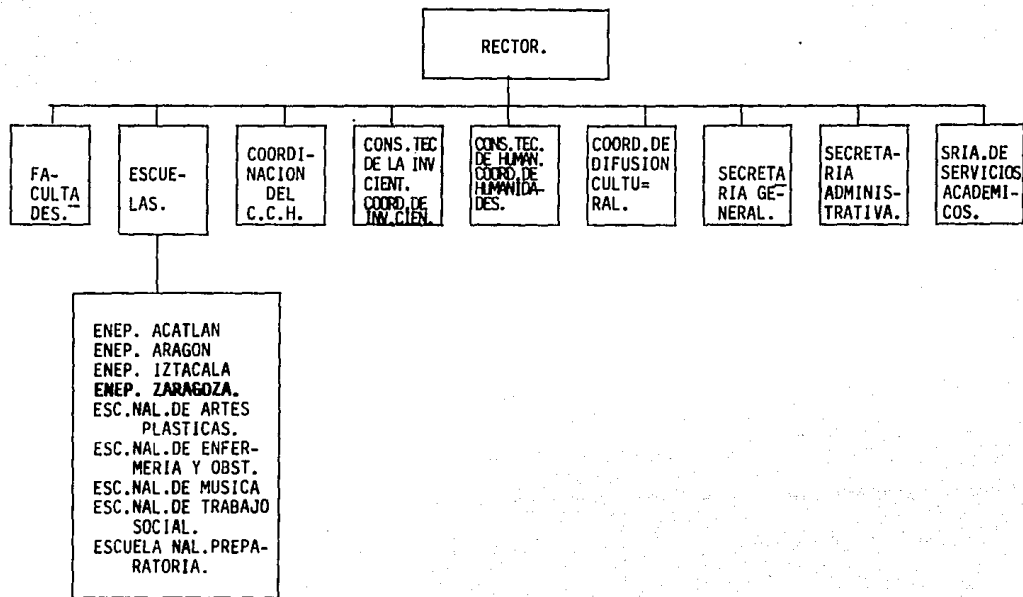 RECTOR.
FA-
CULTA
DES.
ESCUE-
LAS.
COORDI-
NACION
DEL
C.C.H.
CONS.TEC
DE LA INV
CIENT.
COORD.DE
INV.CIEN.
CONS.TEC.
DE HUMAN.
COORD.DE
HUMANIDA-
DES.
COORD.DE
DIFUSION
CULTU=
RAL.
SECRETA
RIA GE-
NERAL.
SECRETA-
RIA
ADMINIS-
TRATIVA.
SRIA.DE
SERVICIOS
ACADEMI-
COS.
ENEP. ACATLAN
ENEP. ARAGON
ENEP. IZTACALA
ENEP. ZARAGOZA.
ESC.NAL.DE ARTES
PLASTICAS.
ESC.NAL.DE ENFER-
MERIA Y OBST.
ESC.NAL.DE MUSICA
ESC.NAL.DE TRABAJO
SOCIAL.
ESCUELA NAL.PREPA-
RATORIA.